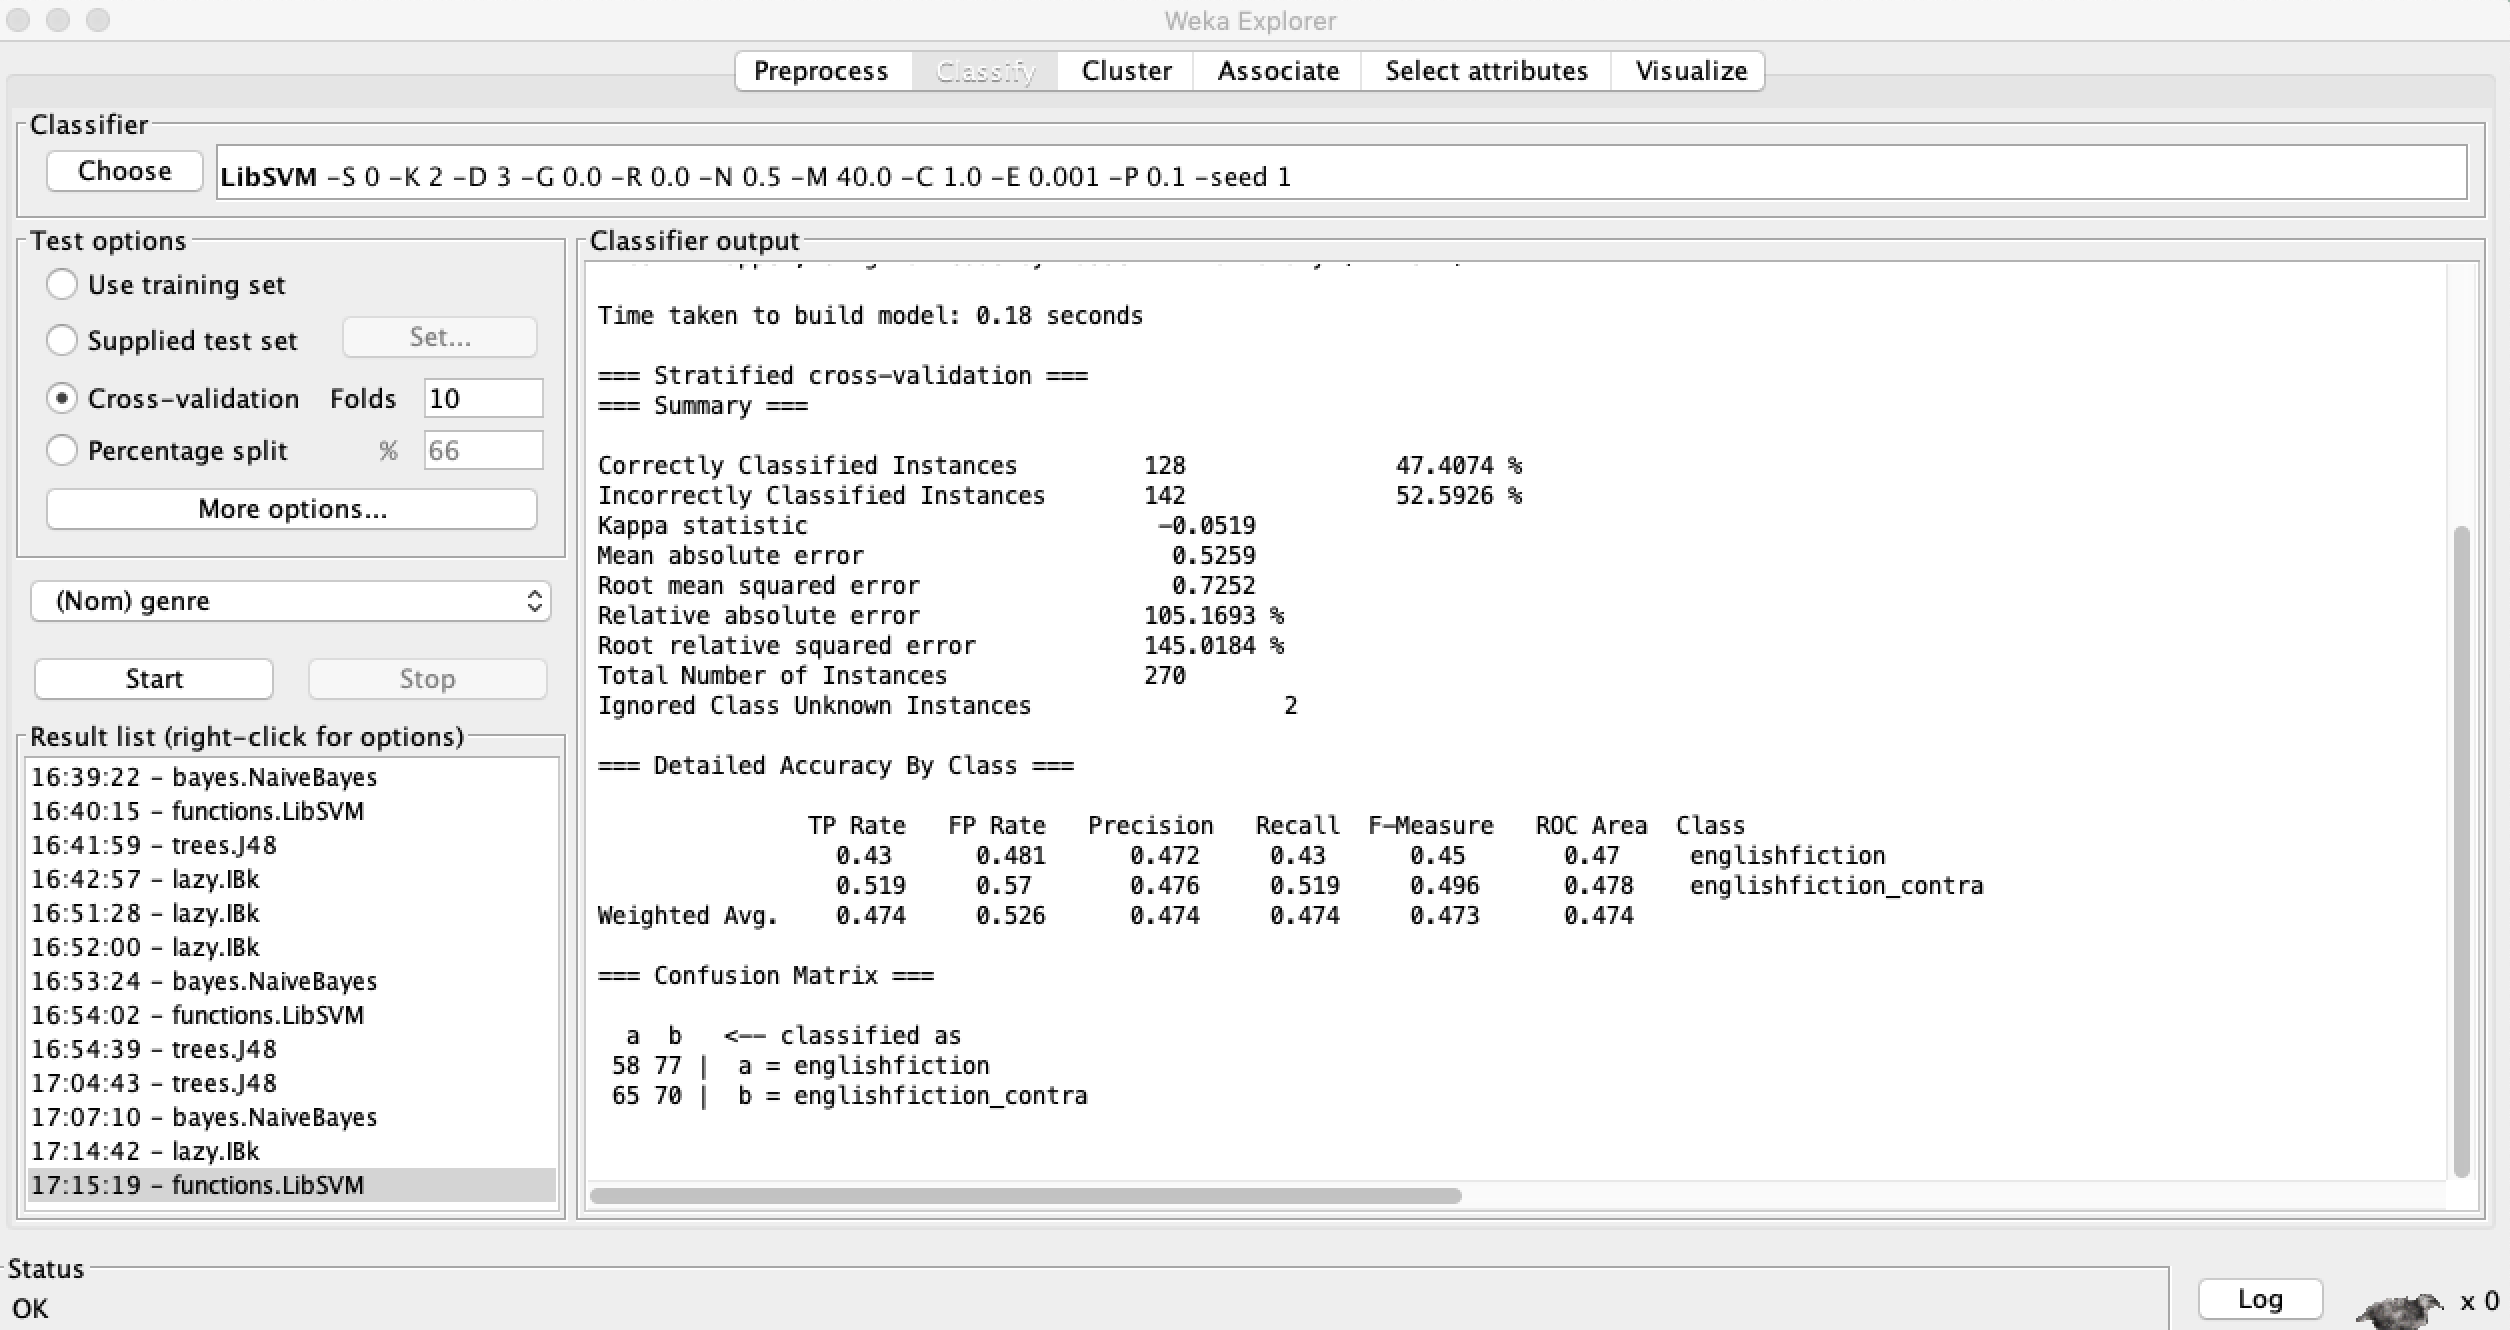 Weka Explorer
Preprocess Classify Cluster Associate Select attributes Visualize
Classifier
Choose LibSVM -S 0 -K 2 -D 3 -G 0.0 -R 0.0 -N 0.5 -M 40.0 -C 1.0 -E 0.001 -P 0.1 -seed 1
Test options
Use training set
Supplied test set Set...
Cross-validation Folds 10
Percentage split % 66
More options...
(Nom) genre
Start Stop
Result list (right-click for options)
16:39:22 - bayes.NaiveBayes
16:40:15 - functions.LibSVM
16:41:59 - trees.J48
16:42:57 - lazy.IBk
16:51:28 - lazy.IBk
16:52:00 - lazy.IBk
16:53:24 - bayes.NaiveBayes
16:54:02 - functions.LibSVM
16:54:39 - trees.J48
17:04:43 - trees.J48
17:07:10 - bayes.NaiveBayes
17:14:42 - lazy.IBk
17:15:19 - functions.LibSVM
Classifier output
Time taken to build model: 0.18 seconds
=== Stratified cross-validation ===
=== Summary ===
Correctly Classified Instances 128 47.4074 %
Incorrectly Classified Instances 142 52.5926 %
Kappa statistic -0.0519
Mean absolute error 0.5259
Root mean squared error 0.7252
Relative absolute error 105.1693 %
Root relative squared error 145.0184 %
Total Number of Instances 270
Ignored Class Unknown Instances 2
=== Detailed Accuracy By Class ===
TP Rate FP Rate Precision Recall F-Measure ROC Area Class
0.43 0.481 0.472 0.43 0.45 0.47 englishfiction
0.519 0.57 0.476 0.519 0.496 0.478 englishfiction_contra
Weighted Avg. 0.474 0.526 0.474 0.474 0.473 0.474
=== Confusion Matrix ===
a b <-- classified as
58 77 | a = englishfiction
65 70 | b = englishfiction_contra
Status
OK
Log x 0